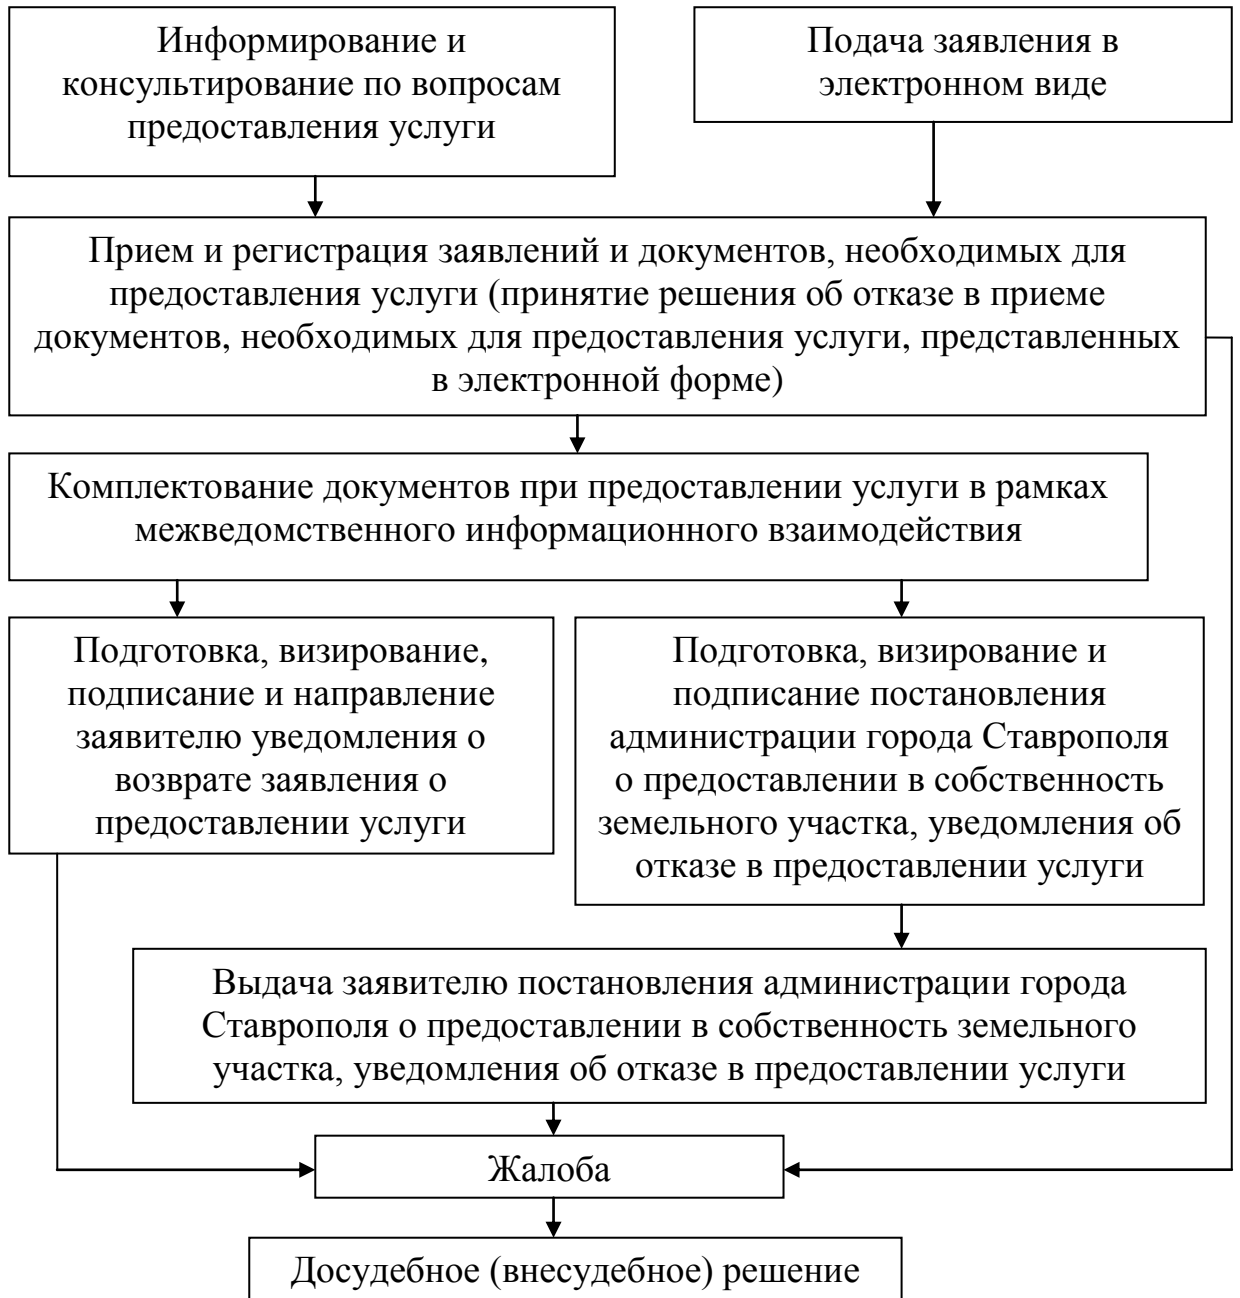 Информирование и
консультирование по вопросам
предоставления услуги
Подача заявления в
электронном виде
Прием и регистрация заявлений и документов, необходимых для
предоставления услуги (принятие решения об отказе в приеме
документов, необходимых для предоставления услуги, представленных
в электронной форме)
Комплектование документов при предоставлении услуги в рамках
межведомственного информационного взаимодействия
Подготовка, визирование,
подписание и направление
заявителю уведомления о
возврате заявления о
предоставлении услуги
Подготовка, визирование и
подписание постановления
администрации города Ставрополя
о предоставлении в собственность
земельного участка, уведомления об
отказе в предоставлении услуги
Выдача заявителю постановления администрации города
Ставрополя о предоставлении в собственность земельного
участка, уведомления об отказе в предоставлении услуги
Жалоба
Досудебное (внесудебное) решение